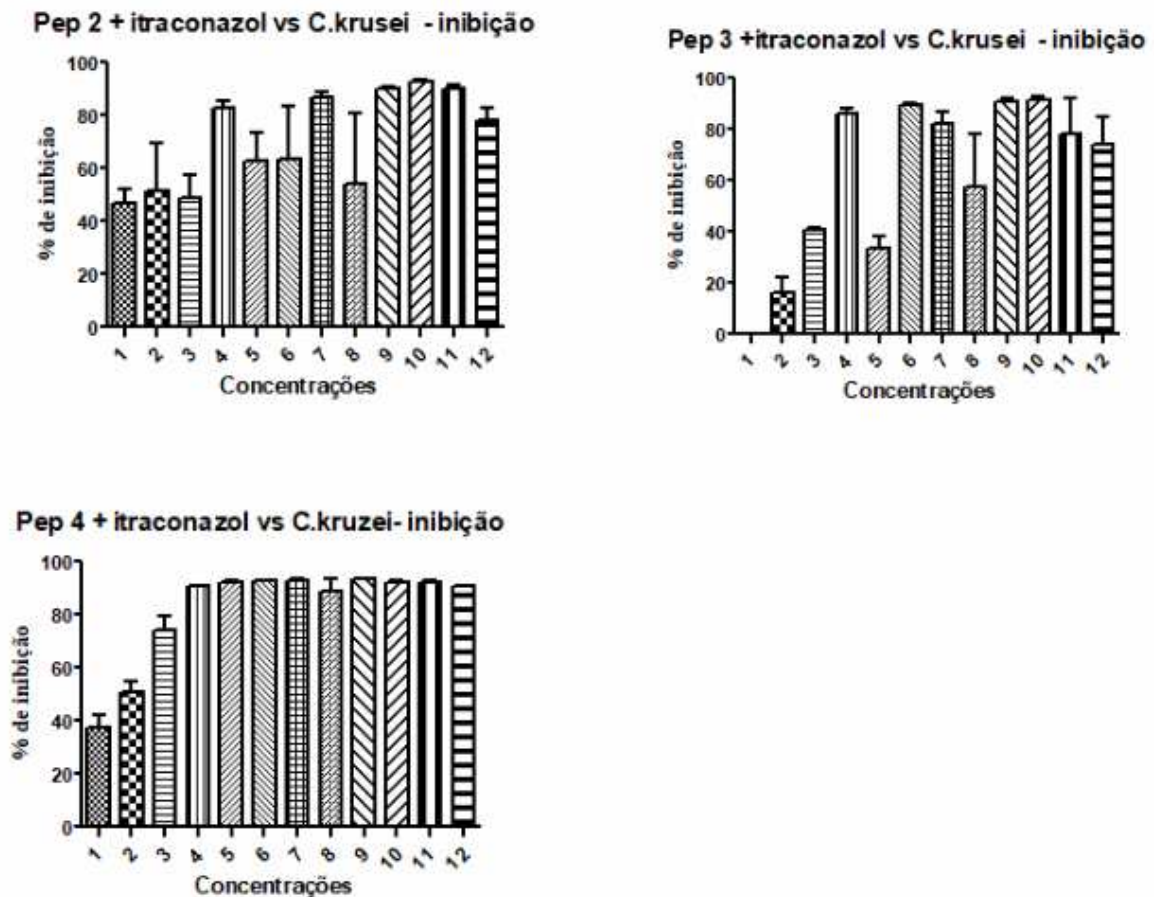 Pep 2 + itraconazol vs C.krusei - inibição
100
80
60
40
20
0
% de inibição
1 2 3 4 5 6 7 8 9 10 11 12
Concentrações
Pep 3 +itraconazol vs C.krusei - inibição
100
80
60
40
20
0
% de inibição
1 2 3 4 5 6 7 8 9 10 11 12
Concentrações
Pep 4 + itraconazol vs C.kruzei- inibição
100
80
60
40
20
0
% de inibição
1 2 3 4 5 6 7 8 9 10 11 12
Concentrações